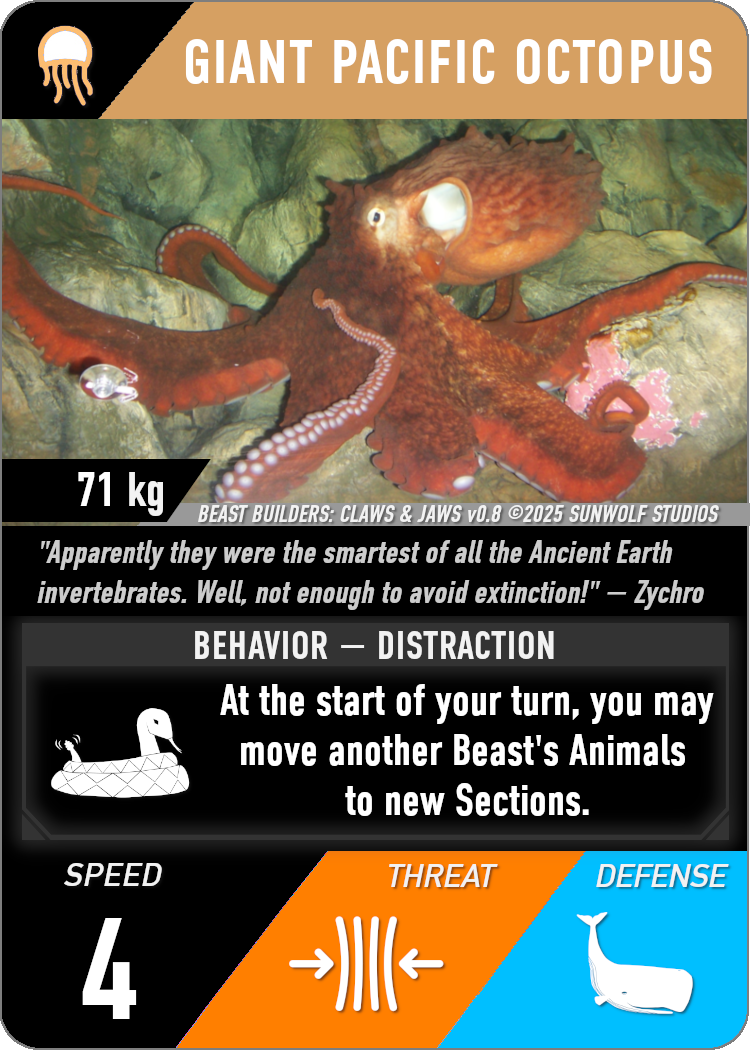 GIANT PACIFIC OCTOPUS
71 kg
BEAST BUILDERS: CLAWS & JAWS v0.8 ©2025 SUNWOLF STUDIOS
"Apparently they were the smartest of all the Ancient Earth
invertebrates. Well, not enough to avoid extinction!" — Zychro
BEHAVIOR — DISTRACTION
At the start of your turn, you may
move another Beast's Animals
to new Sections.
SPEED
THREAT
DEFENSE
4